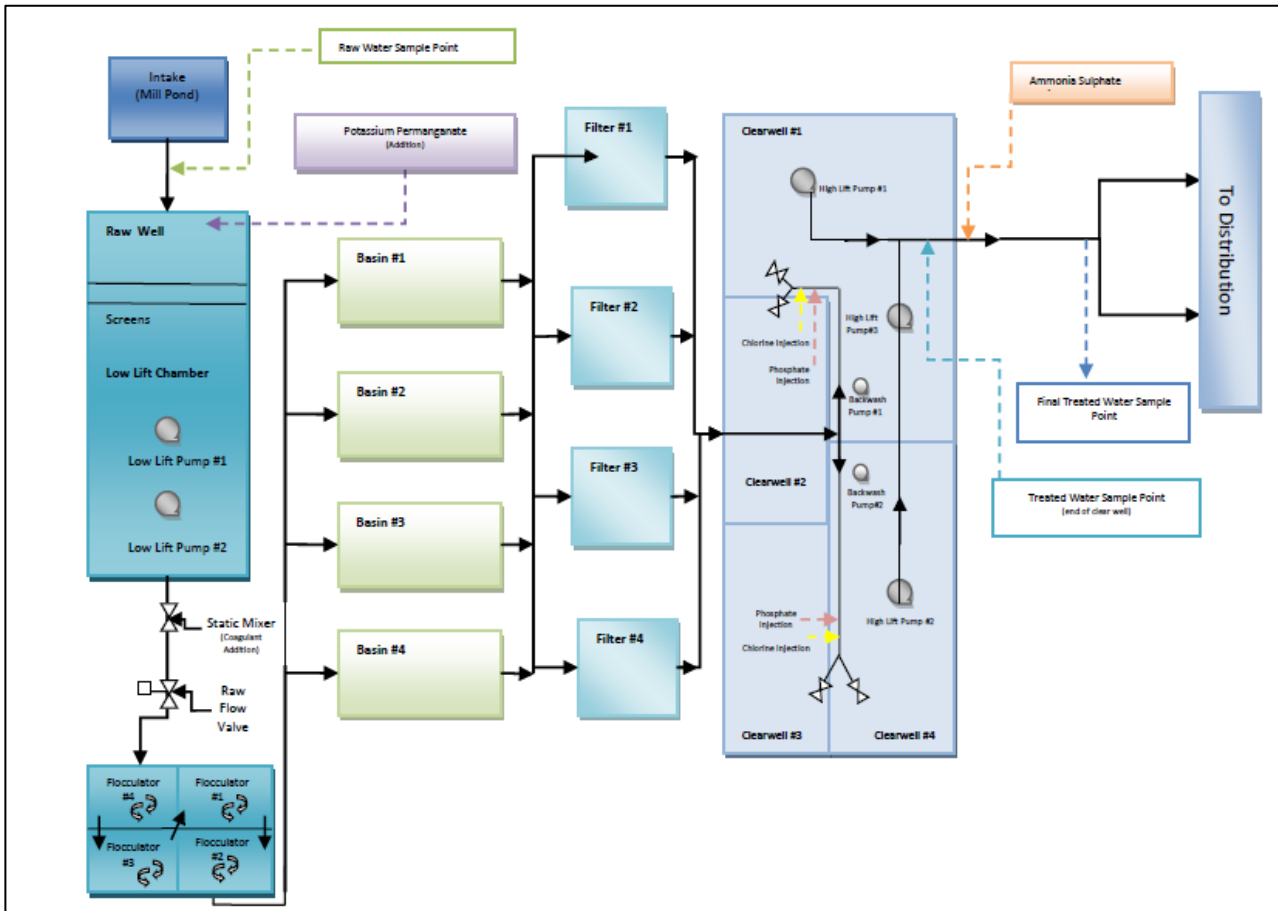 Raw Water Sample Point
Intake
(Mill Pond)
Potassium Permanganate
(Addition)
Raw Well
Screens
Low Lift Chamber
Low Lift Pump #1
Low Lift Pump #2
Static Mixer
(Coagulant
Addition)
Raw
Flow
Valve
Flocculator
#4
Flocculator
#1
Flocculator
#3
Flocculator
#2
Basin #1
Basin #2
Basin #3
Basin #4
Filter #1
Filter #2
Filter #3
Filter #4
Clearwell #1
High Lift Pump #1
High Lift
Pump#3
Chlorine Injection
Phosphate
Injection
Backwash
Pump #1
Clearwell #2
Backwash
Pump#2
High Lift Pump #2
Phosphate
Injection
Chlorine Injection
Clearwell #3
Clearwell #4
Ammonia Sulphate
To Distribution
Final Treated Water Sample
Point
Treated Water Sample Point
(end of clear well)